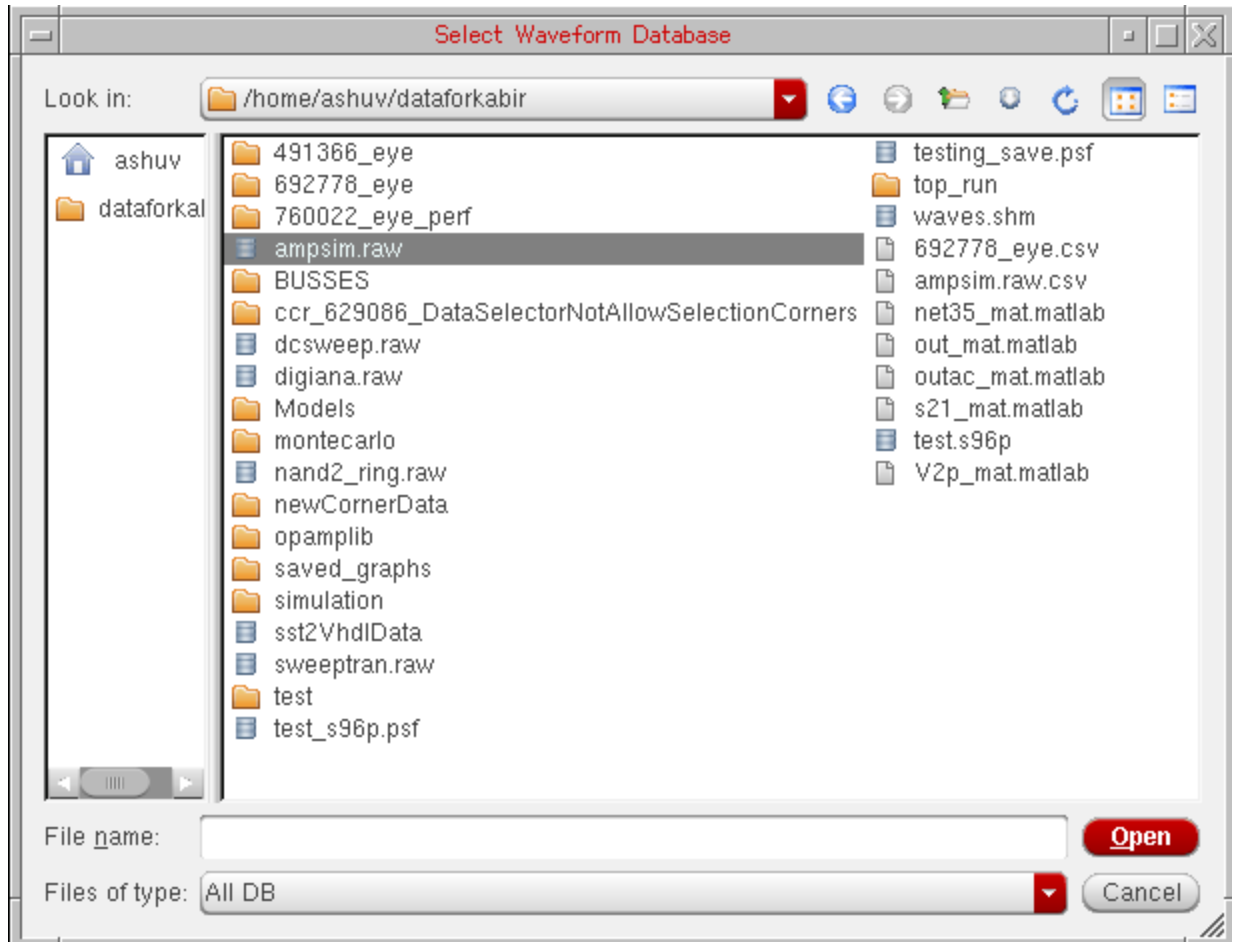 Select Waveform Database
Look in:
/home/ashuv/dataforkabir
ashuv
dataforkal
491366_eye
692778_eye
760022_eye_perf
ampsim.raw
BUSSES
ccr_629086_DataSelectorNotAllowSelectionCorners
dcsweep.raw
digiana.raw
Models
montecarlo
nand2_ring.raw
newCornerData
opamplib
saved_graphs
simulation
sst2VhdlData
sweeptran.raw
test
test_s96p.psf
testing_save.psf
top_run
waves.shm
692778_eye.csv
ampsim.raw.csv
net35_mat.matlab
out_mat.matlab
outac_mat.matlab
s21_mat.matlab
test.s96p
V2p_mat.matlab
File name:
Open
Files of type: All DB
Cancel